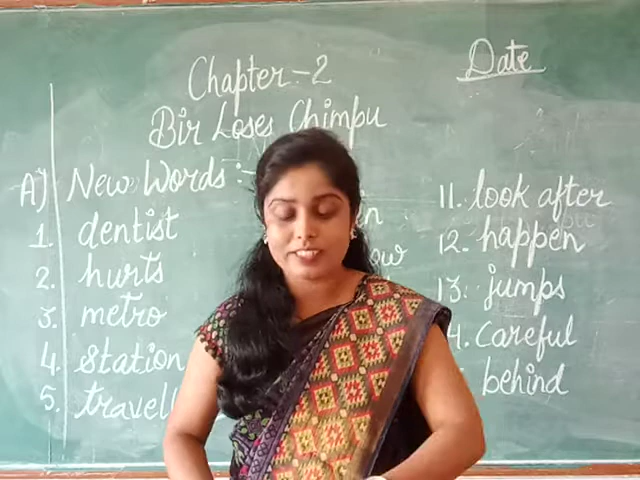 Chapter-2
Date
Bir Loses Chimpu
A) New Words:-
1. dentist
2. hurts
3. metro
4. station
5. travell
11. look after
12. happen
13. jumps
4. careful
behind